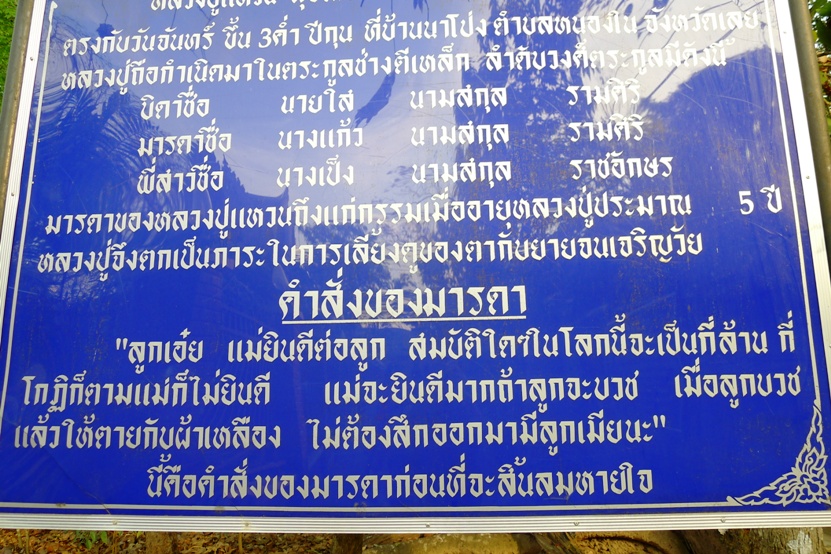 หลวงปู่แหวน
ตรงกับวันจันทร์ ขึ้น 3ค่ำ ปีกุน ที่บ้านนาโป่ง ตำบลหนองใน จังหวัดเลย
หลวงปู่ถือกำเนิดมาในตระกูลช่างตีเหล็ก ลำดับวงศ์ตระกูลมีดังนี้
บิดาชื่อ นายใส่ นามสกุล รามศิริ
มารดาชื่อ นางแก้ว นามสกุล รามศิริ
พี่สาวชื่อ นางเป็ง นามสกุล ราชอักษร
มารดาของหลวงปู่แหวนถึงแก่กรรมเมื่ออายุหลวงปู่ประมาณ 5 ปี
หลวงปู่จึงตกเป็นภาระในการเลี้ยงดูของตากับยายจนเจริญวัย
คำสั่งของมารดา
"ลูกเอ๋ย แม่ยินดีต่อลูก สมบัติใดๆในโลกนี้จะเป็นกี่ล้าน กี่
โกฏิก็ตามแม่ก็ไม่ยินดี แม่จะยินดีมากถ้าลูกจะบวช เมื่อลูกบวช
แล้วให้ตายกับผ้าเหลือง ไม่ต้องสึกออกมามีลูกเมียนะ"
นี้คือคำสั่งของมารดาก่อนที่จะสิ้นลมหายใจ